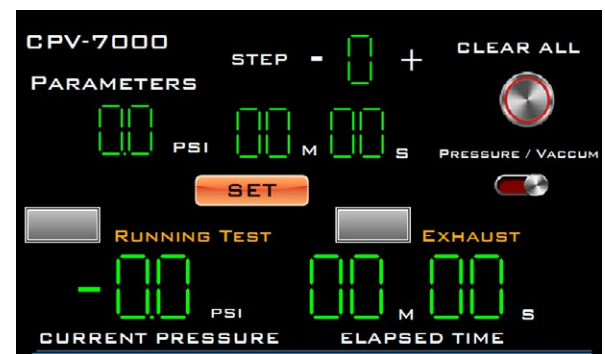 CPV-7000
STEP - 0 +
CLEAR ALL
PARAMETERS
0.0 PSI 00 M 00 S
PRESSURE / VACCUM
SET
RUNNING TEST
EXHAUST
-0.0 PSI 00 M 00 S
CURRENT PRESSURE
ELAPSED TIME